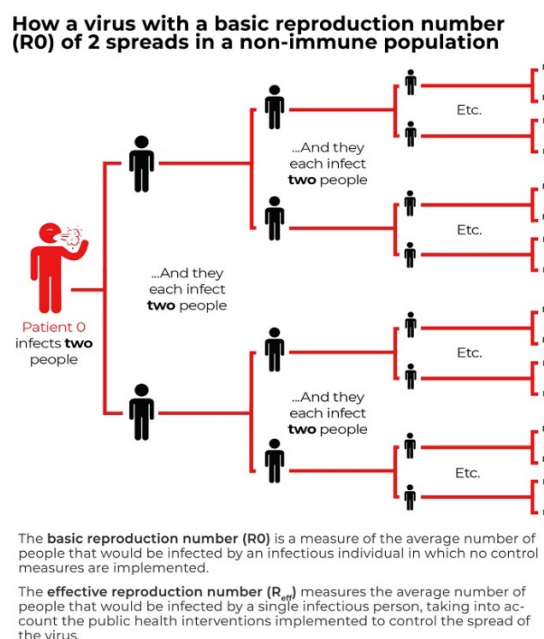 How a virus with a basic reproduction number
(R0) of 2 spreads in a non-immune population
Etc.
...And they
each infect
two people
Etc.
Patient 0
infects two
people
...And they
each infect
two people
Etc.
...And they
each infect
two people
Etc.
The basic reproduction number (R0) is a measure of the average number of
people that would be infected by an infectious individual in which no control
measures are implemented.
The effective reproduction number (Reff) measures the average number of
people that would be infected by a single infectious person, taking into ac-
count the public health interventions implemented to control the spread of
the virus.